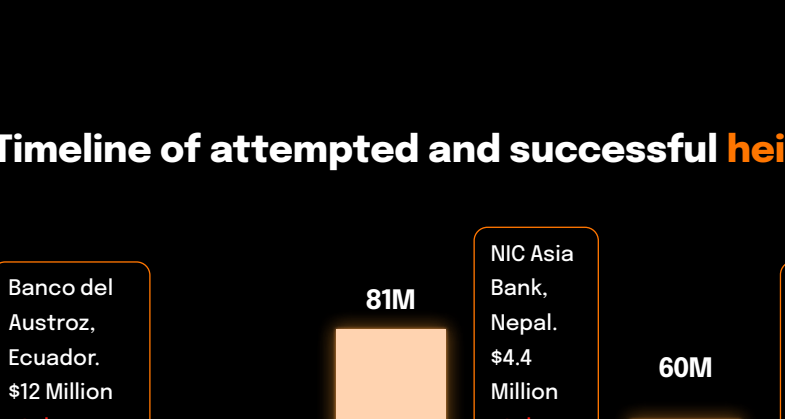 Timeline of attempted and successful hei
NIC Asia
Bank,
Nepal.
$4.4
Million
Banco del
Austroz,
Ecuador.
$12 Million
81M
60M